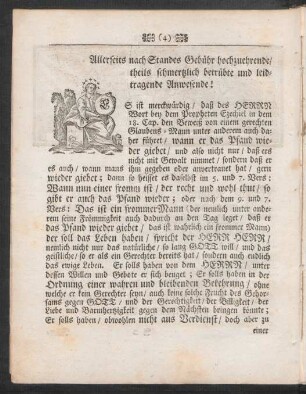 (4)
Allerseits nach Standes Gebühr hochzuehrende/
theils schmertzlich betrübte und leid-
tragende Anwesende!
ES ist merckwürdig/ daß des HERRN
Wort bey dem Propheten Ezechiel in dem
18. Cap. den Beweiß von einem gerechten
Glaubens-Mann unter anderem auch da-
her führet/ wann er das Pfand wie-
der giebet/ und also nicht nur/ daß ers
nicht mit Gewalt nimmet/ sondern daß er
es auch/ wann manß ihm gegeben oder anvertraut hat/ gern
wieder giebet; dann so heiset es daselbst im 5. und 7. Vers:
Wann nun einer fromm ist/ der recht und wohl thut/ so
gibt er auch das Pfand wieder; oder nach dem 9. und 7.
Vers: Das ist ein frommer Mann/ der nemlich unter ander-
em seine Frömmigkeit auch dadurch an den Tag leget/ daß er
das Pfand wieder giebet/ das ist wahrlich ein frommer Mann/
der soll das Leben haben/ spricht der HERR HERR/
nemlich nicht nur das natürliche/ so lang GOTT will/ und das
geistliche/ so er als ein Gerechter bereits hat/ sondern auch endlich
das ewige Leben. Er solls haben von dem HERRN/ unter
dessen Willen und Gebote er sich beuget; Er solls haben in der
Ordnung einer wahren und bleibenden Bekehrung/ ohne
welche er kein Gerechter seyn/ auch keine solche Frucht des Gehor-
sams gegen GOTT/ und der Gerechtigkeit/ der Billigkeit/ der
Liebe und Barmhertzigkeit gegen dem Nächsten bringen könnte;
Er solls haben/ obwohlen nicht aus Verdienst/ doch aber zu
einer